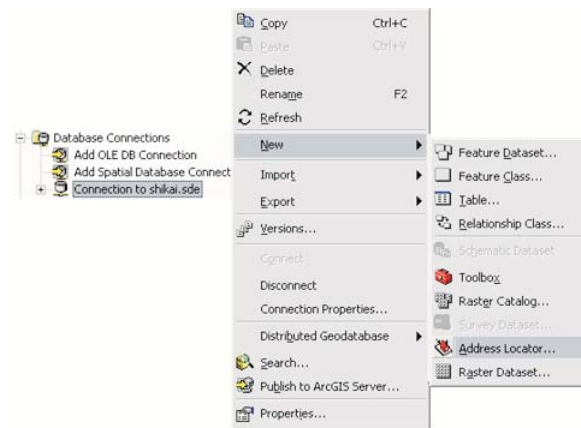 Database Connections
Add OLE DB Connection
Add Spatial Database Connect
Connection to shikai.sde
Copy Ctrl+C
Paste Ctrl+V
Delete
Rename F2
Refresh
New
Import
Export
Versions...
Connect
Disconnect
Connection Properties...
Distributed Geodatabase
Search...
Publish to ArcGIS Server...
Properties...
Feature Dataset...
Feature Class...
Table...
Relationship Class...
Schematic Dataset
Toolbox
Raster Catalog...
Survey Dataset...
Address Locator...
Raster Dataset...